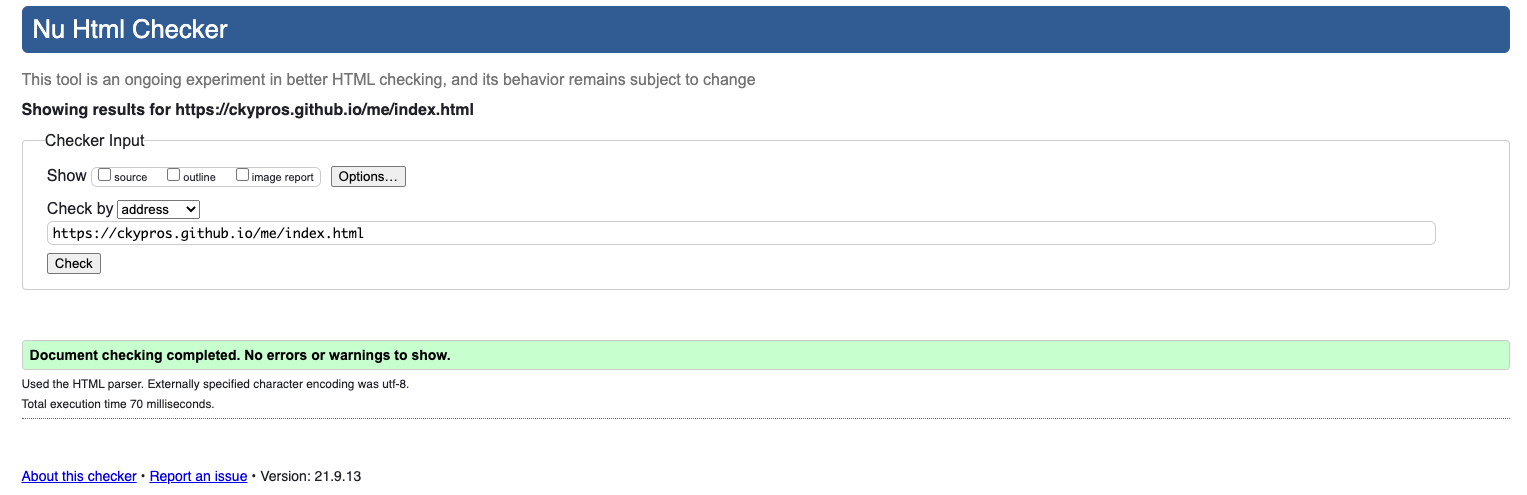 Nu Html Checker
This tool is an ongoing experiment in better HTML checking, and its behavior remains subject to change
Showing results for https://ckypros.github.io/me/index.html
Checker Input
Show source outline image report Options...
Check by address
https://ckypros.github.io/me/index.html
Check
Document checking completed. No errors or warnings to show.
Used the HTML parser. Externally specified character encoding was utf-8.
Total execution time 70 milliseconds.
About this checker • Report an issue • Version: 21.9.13